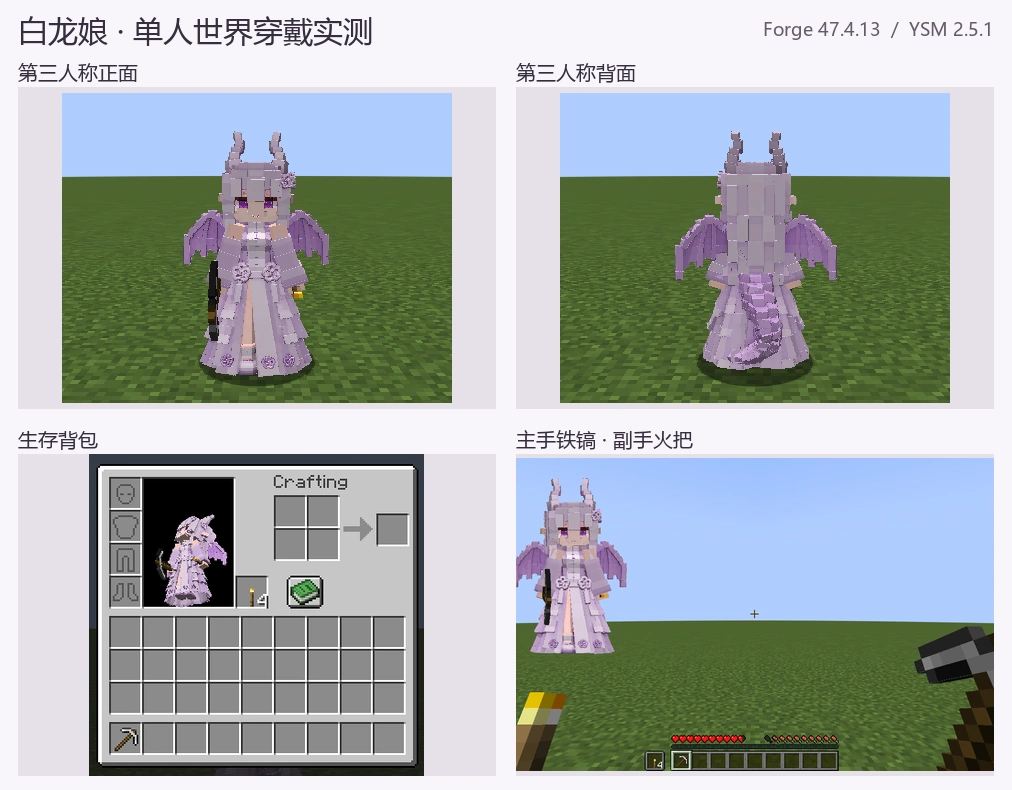 白龙娘 · 单人世界穿戴实测
Forge 47.4.13 / YSM 2.5.1
第三人称正面
第三人称背面
生存背包
主手铁镐 · 副手火把
Crafting
4
4